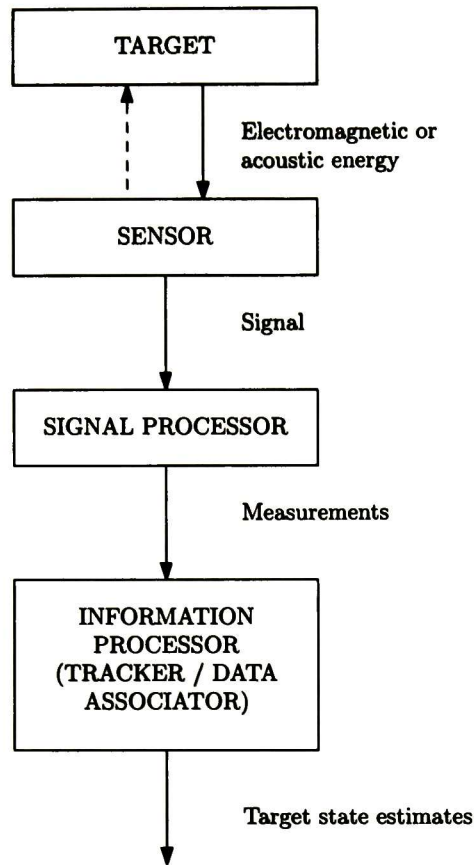 TARGET
Electromagnetic or
acoustic energy
SENSOR
Signal
SIGNAL PROCESSOR
Measurements
INFORMATION
PROCESSOR
(TRACKER / DATA
ASSOCIATOR)
Target state estimates